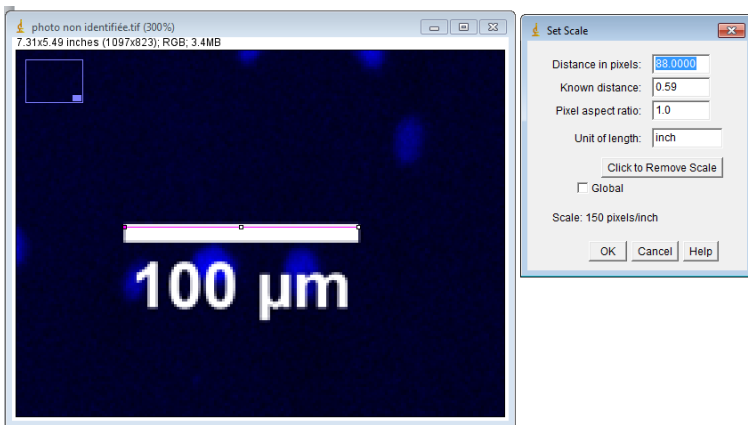 photo non identifiée.tif (300%)
7.31x5.49 inches (1097x823); RGB; 3.4MB
100 µm
Set Scale
Distance in pixels: 88.0000
Known distance: 0.59
Pixel aspect ratio: 1.0
Unit of length: inch
Click to Remove Scale
Global
Scale: 150 pixels/inch
OK Cancel Help